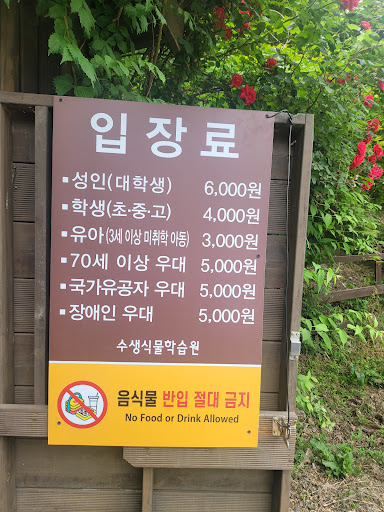 입장료
▪성인(대학생) 6,000원
▪학생(초·중·고) 4,000원
▪유아(3세 이상 미취학 아동) 3,000원
▪70세 이상 우대 5,000원
▪국가유공자 우대 5,000원
▪장애인 우대 5,000원
수생식물학습원
음식물 반입 절대 금지
No Food or Drink Allowed